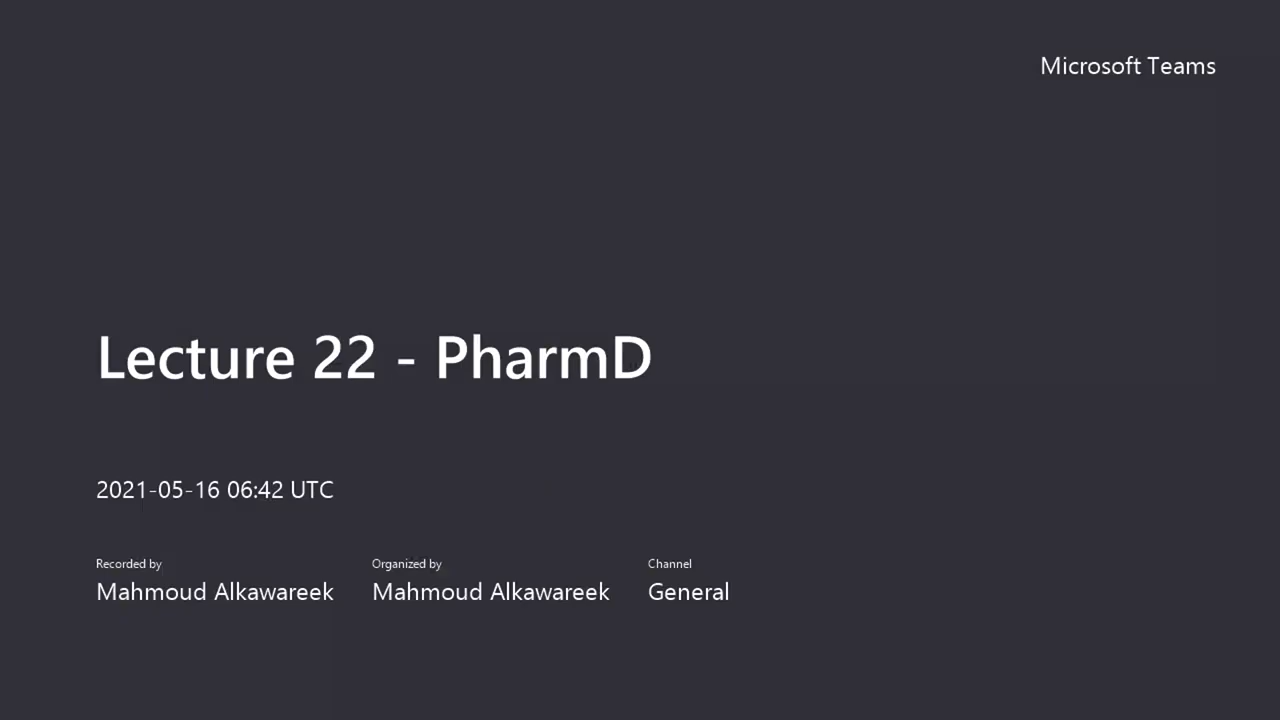 Microsoft Teams
Lecture 22 - PharmD
2021-05-16 06:42 UTC
Recorded by
Mahmoud Alkawareek
Organized by
Mahmoud Alkawareek
Channel
General